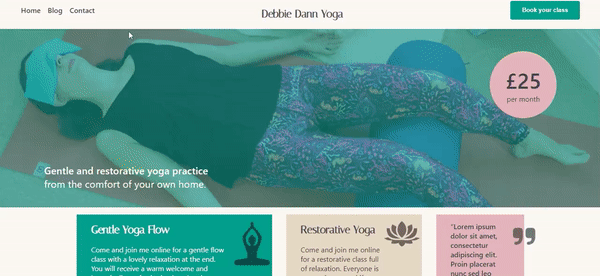 Home Blog Contact
Debbie Dann Yoga
Book your class
£25
per month
Gentle and restorative yoga practice
from the comfort of your own home.
Gentle Yoga Flow
Come and join me online for a gentle flow
class with a lovely relaxation at the end.
You will receive a warm welcome and
Restorative Yoga
Come and join me online
for a restorative class full
of relaxation. Everyone is
"Lorem ipsum
dolor sit amet,
consectetur
adipiscing elit.
Proin placerat
nunc sed leo